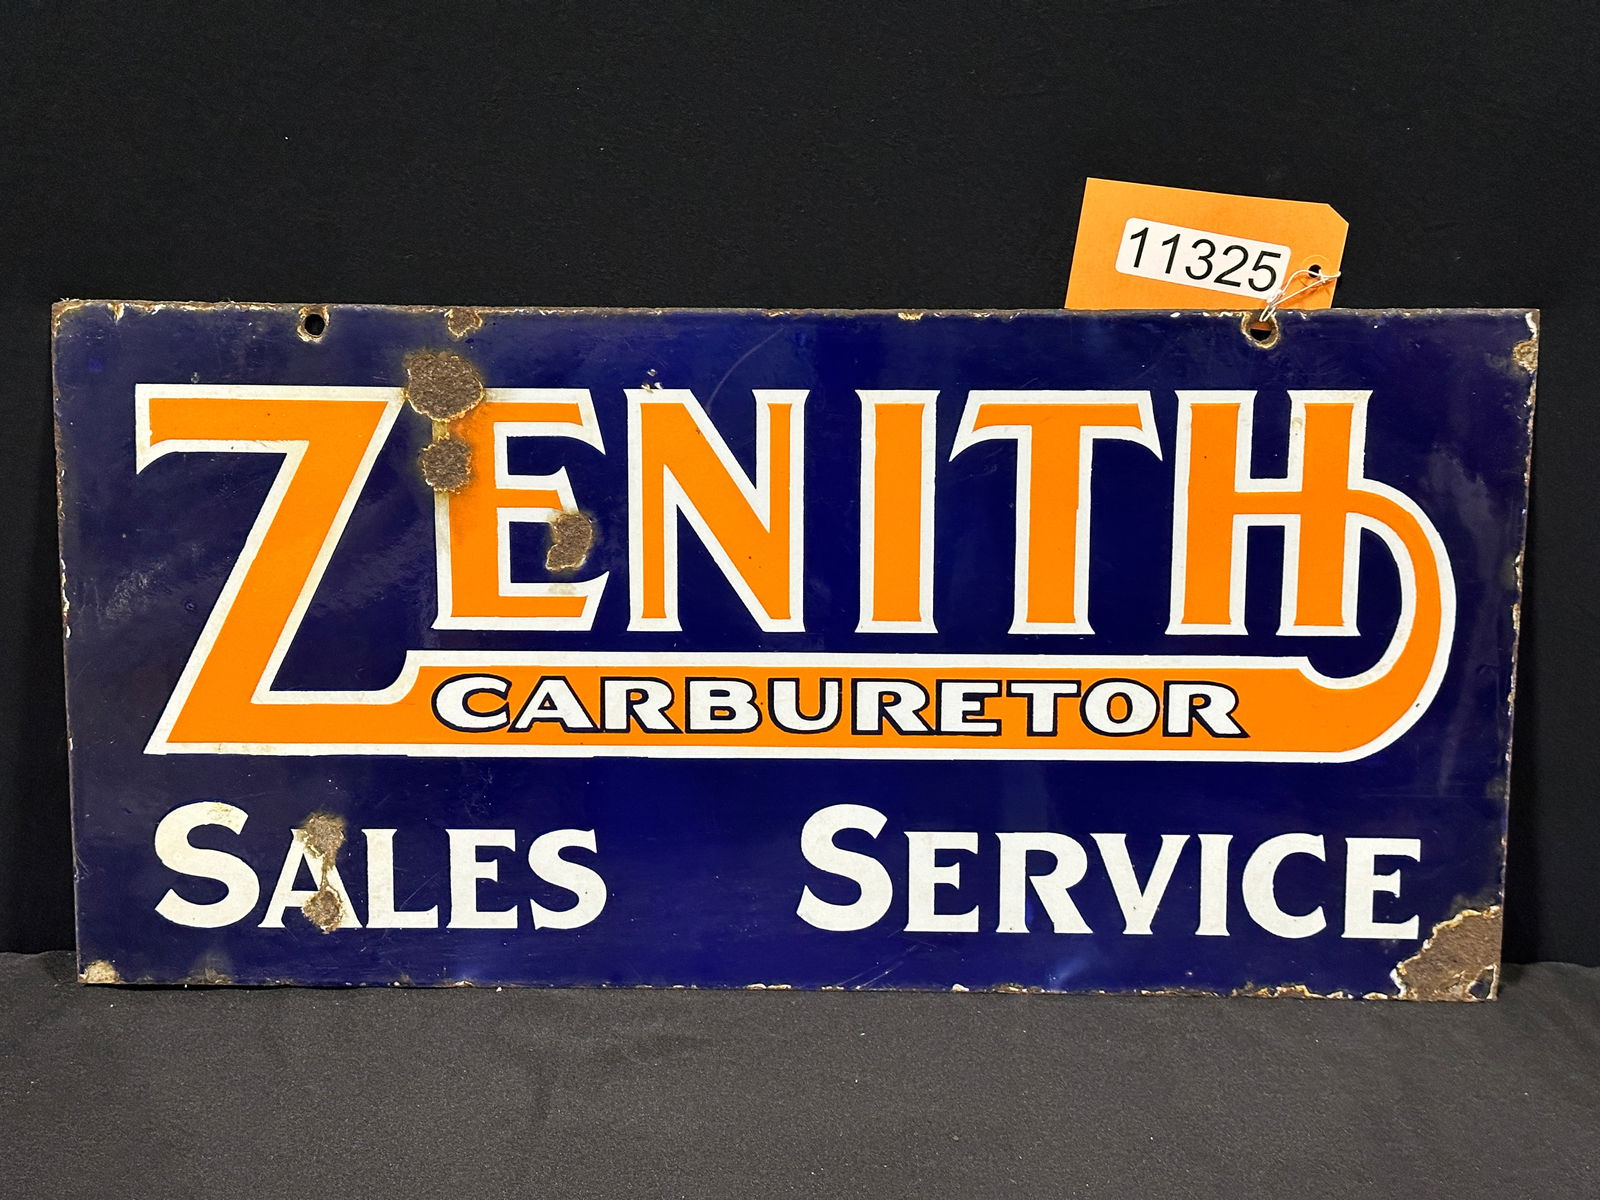 11325
ZENITH
CARBURETOR
SALES SERVICE